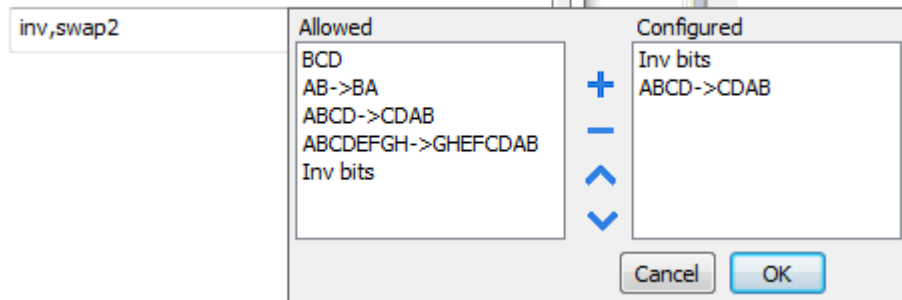 inv,swap2
Allowed
BCD
AB->BA
ABCD->CDAB
ABCDEFGH->GHEFCDAB
Inv bits
Configured
Inv bits
ABCD->CDAB
Cancel
OK